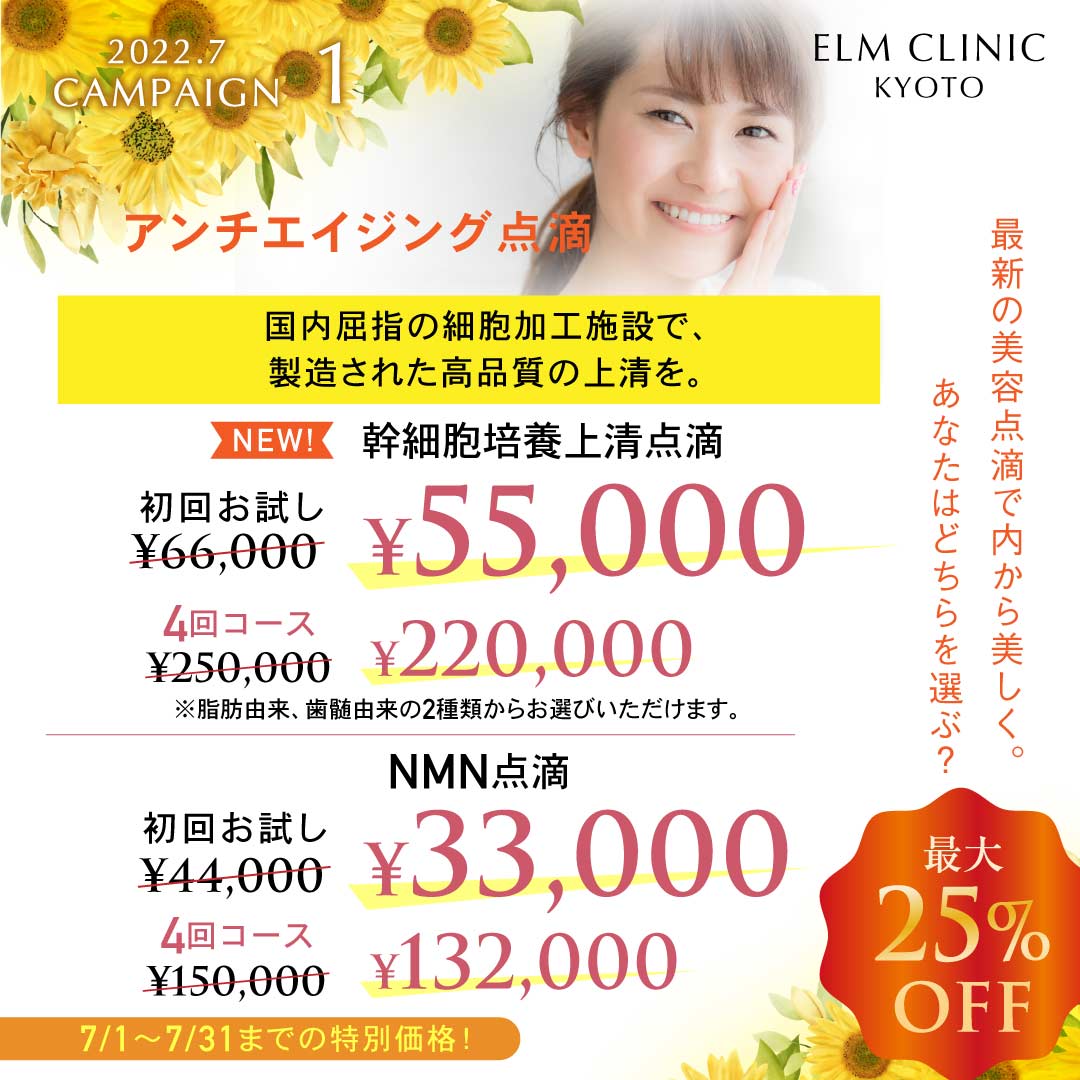 2022.7
CAMPAIGN 1
ELM CLINIC
KYOTO
アンチエイジング点滴
最新の美容点滴で内から美しく。
あなたはどちらを選ぶ?
国内屈指の細胞加工施設で、
製造された高品質の上清を。
NEW! 幹細胞培養上清点滴
初回お試し
¥66,000 ¥55,000
4回コース
¥250,000 ¥220,000
※脂肪由来、歯髄由来の2種類からお選びいただけます。
NMN点滴
初回お試し
¥44,000 ¥33,000
4回コース
¥150,000 ¥132,000
最大
25%
OFF
7/1〜7/31までの特別価格!